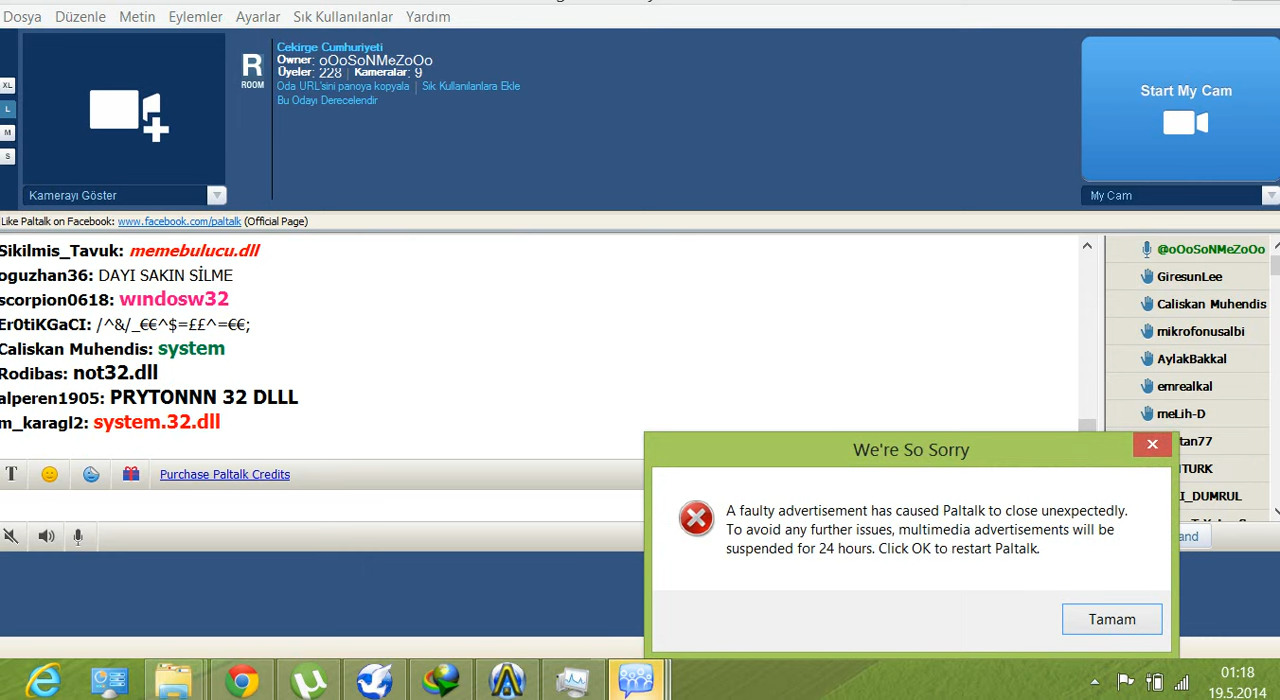 Dosya Düzenle Metin Eylemler Ayarlar Sık Kullanılanlar Yardım
XL
L
M
S
Kamerayı Göster
R
ROOM
Cekirge Cumhuriyeti
Owner: oOoSoNMeZoOo
Üyeler: 228 | Kameralar: 9
Oda URL'sini panoya kopyala | Sık Kullanılanlara Ekle
Bu Odayı Derecelendir
Start My Cam
My Cam
Like Paltalk on Facebook: www.facebook.com/paltalk (Official Page)
Sikilmis_Tavuk: memebulucu.dll
oguzhan36: DAYI SAKIN SİLME
scorpion0618: wındosw32
Er0tiKGaCI: /^&/_€€^$=££^=€€;
Caliskan Muhendis: system
Rodibas: not32.dll
alperen1905: PRYTONNN 32 DLLL
m_karagl2: system.32.dll
@oOoSoNMeZoOo
GiresunLee
Caliskan Muhendis
mikrofonusalbi
AylakBakkal
emrealkal
meLih-D
tan77
TURK
I_DUMRUL
and
T Purchase Paltalk Credits
We're So Sorry
A faulty advertisement has caused Paltalk to close unexpectedly.
To avoid any further issues, multimedia advertisements will be
suspended for 24 hours. Click OK to restart Paltalk.
Tamam
01:18
19.5.2014